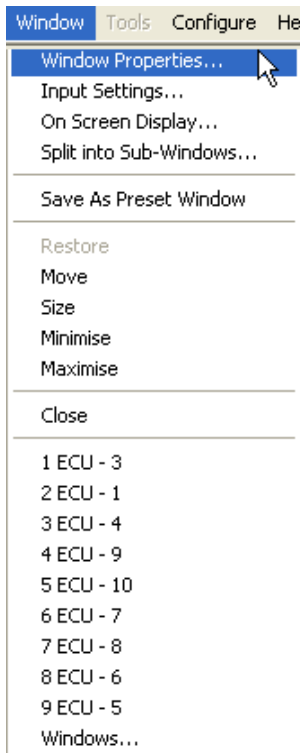 Window Tools Configure He
Window Properties...
Input Settings...
On Screen Display...
Split into Sub-Windows...
Save As Preset Window
Restore
Move
Size
Minimise
Maximise
Close
1 ECU - 3
2 ECU - 1
3 ECU - 4
4 ECU - 9
5 ECU - 10
6 ECU - 7
7 ECU - 8
8 ECU - 6
9 ECU - 5
Windows...